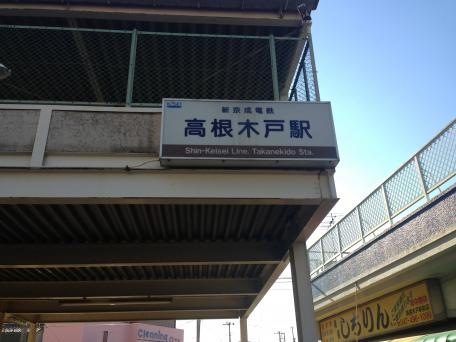 新京成電鉄
高根木戸駅
Shin-Keisei Line. Takanekido Sta.
しちりん
Cleaning